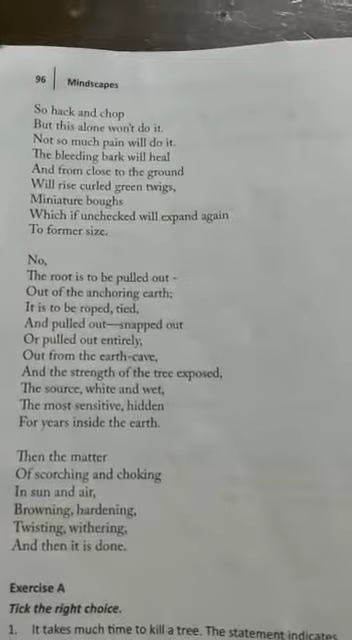 96 | Mindscapes
So hack and chop
But this alone won't do it.
Not so much pain will do it.
The bleeding bark will heal
And from close to the ground
Will rise curled green twigs,
Miniature boughs
Which if unchecked will expand again
To former size.
No,
The root is to be pulled out -
Out of the anchoring earth;
It is to be roped, tied,
And pulled out—snapped out
Or pulled out entirely,
Out from the earth-cave,
And the strength of the tree exposed,
The source, white and wet,
The most sensitive, hidden
For years inside the earth.
Then the matter
Of scorching and choking
In sun and air,
Browning, hardening,
Twisting, withering,
And then it is done.
Exercise A
Tick the right choice.
1. It takes much time to kill a tree. The statement indicates